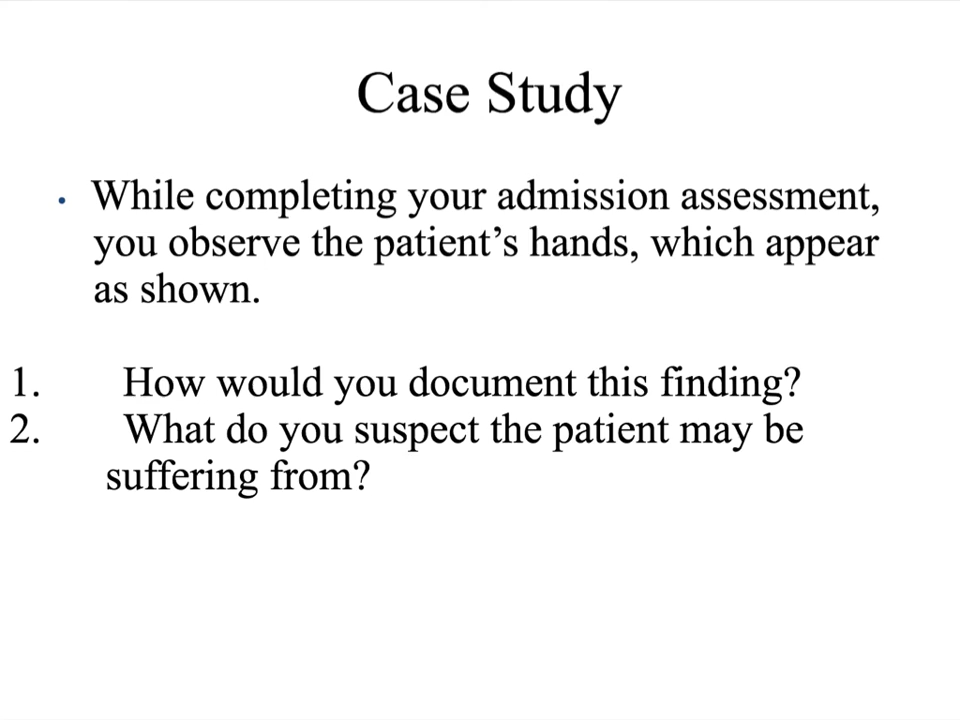 Case Study
• While completing your admission assessment,
you observe the patient’s hands, which appear
as shown.
1. How would you document this finding?
2. What do you suspect the patient may be
suffering from?